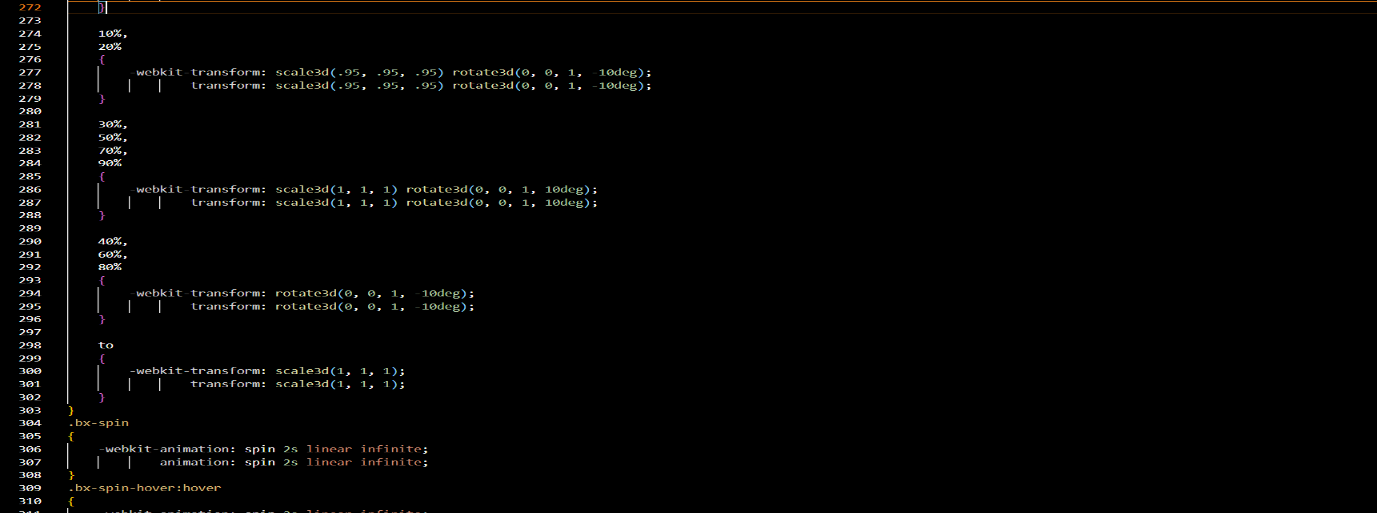 272 }
273
274 10%,
275 20%
276 {
277 -webkit-transform: scale3d(.95, .95, .95) rotate3d(0, 0, 1, -10deg);
278 transform: scale3d(.95, .95, .95) rotate3d(0, 0, 1, -10deg);
279 }
280
281 30%,
282 50%,
283 70%,
284 90%
285 {
286 -webkit-transform: scale3d(1, 1, 1) rotate3d(0, 0, 1, 10deg);
287 transform: scale3d(1, 1, 1) rotate3d(0, 0, 1, 10deg);
288 }
289
290 40%,
291 60%,
292 80%
293 {
294 -webkit-transform: rotate3d(0, 0, 1, -10deg);
295 transform: rotate3d(0, 0, 1, -10deg);
296 }
297
298 to
299 {
300 -webkit-transform: scale3d(1, 1, 1);
301 transform: scale3d(1, 1, 1);
302 }
303 }
304 .bx-spin
305 {
306 -webkit-animation: spin 2s linear infinite;
307 animation: spin 2s linear infinite;
308 }
309 .bx-spin-hover:hover
310 {